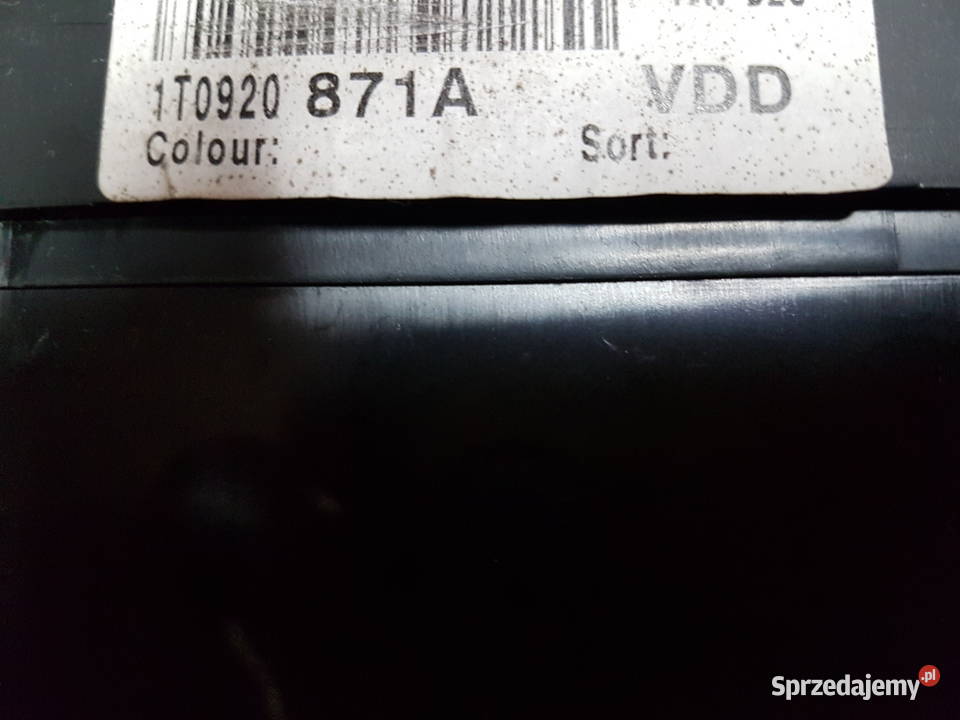 1T0920 871A VDD
Colour: Sort:
Sprzedajemy.pl